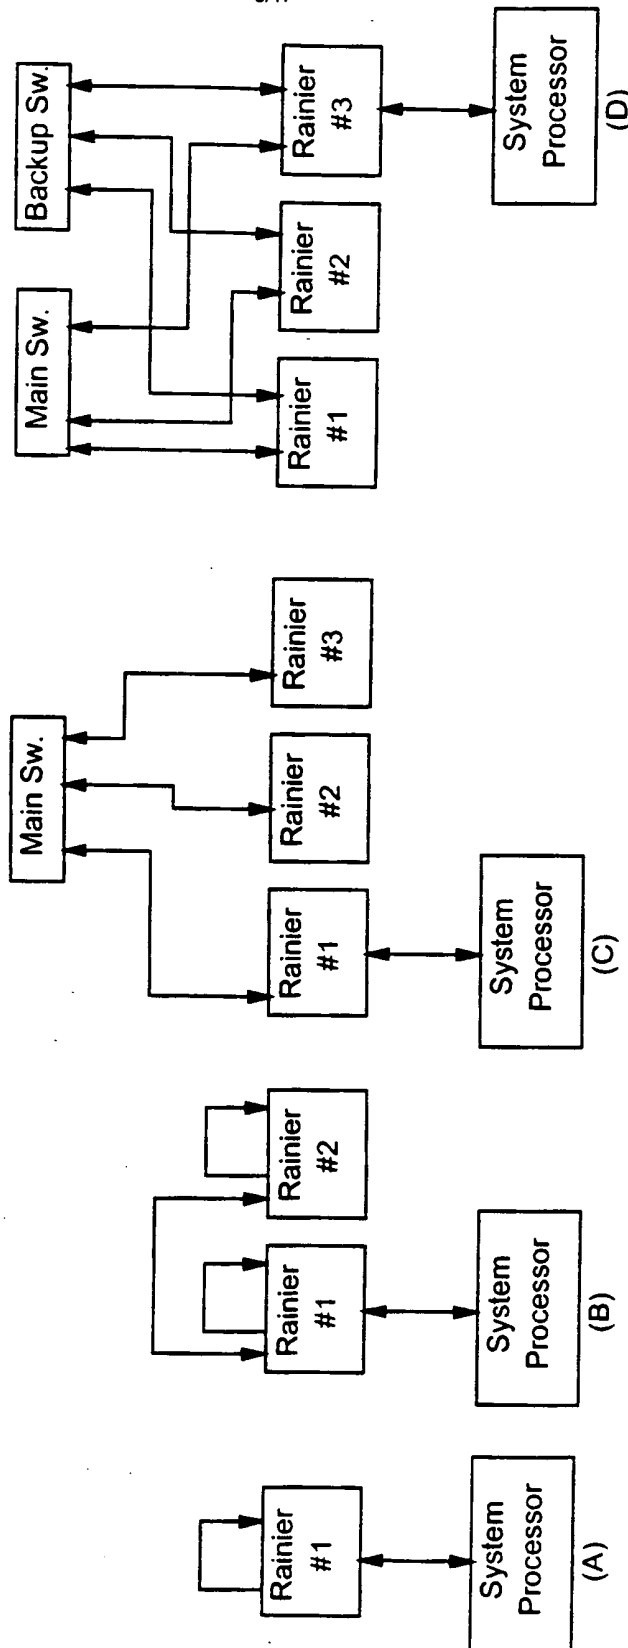 Rainier
#1
System
Processor
(A)
Rainier
#1
Rainier
#2
System
Processor
(B)
Main Sw.
Rainier
#1
Rainier
#2
Rainier
#3
System
Processor
(C)
Main Sw.
Backup Sw.
Rainier
#1
Rainier
#2
Rainier
#3
System
Processor
(D)